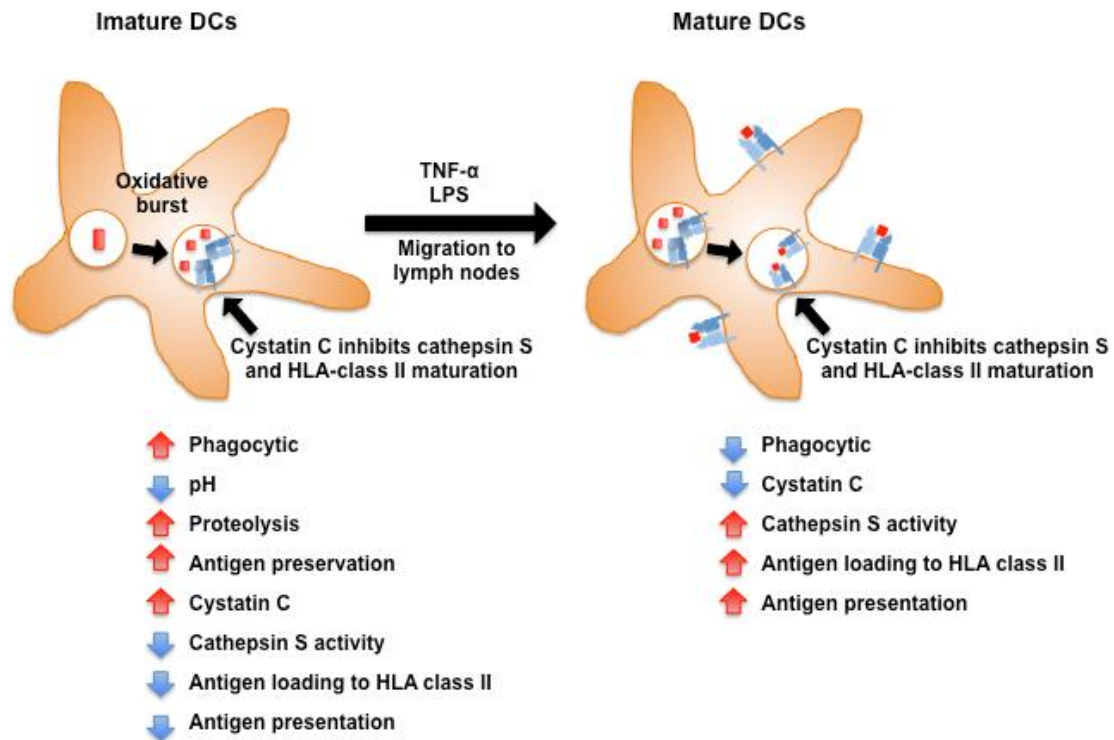 Imature DCs
Mature DCs
Oxidative
burst
TNF-α
LPS
Migration to
lymph nodes
Cystatin C inhibits cathepsin S
and HLA-class II maturation
Cystatin C inhibits cathepsin S
and HLA-class II maturation
Phagocytic
pH
Proteolysis
Antigen preservation
Cystatin C
Cathepsin S activity
Antigen loading to HLA class II
Antigen presentation
Phagocytic
Cystatin C
Cathepsin S activity
Antigen loading to HLA class II
Antigen presentation